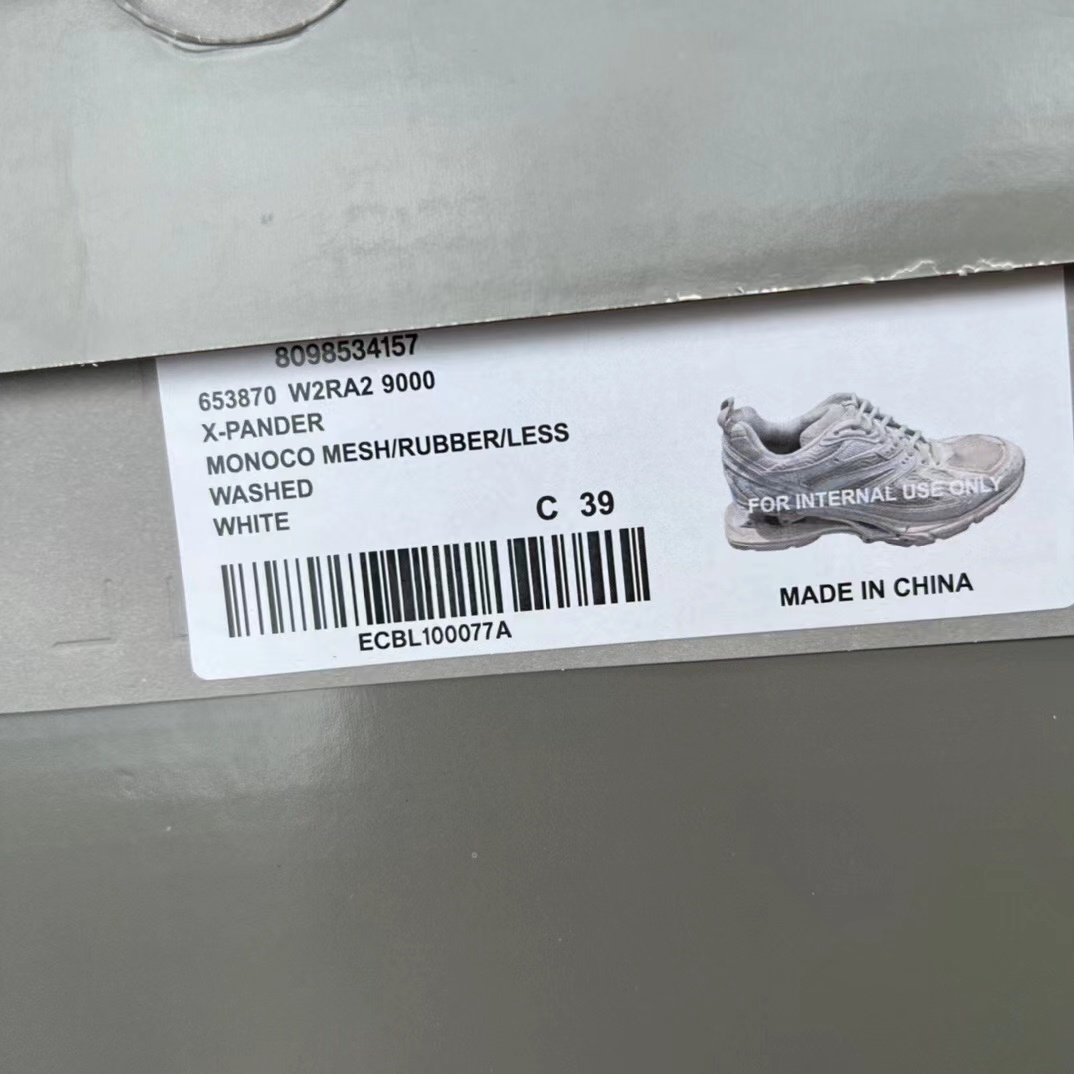 8098534157
653870 W2RA2 9000
X-PANDER
MONOCO MESH/RUBBER/LESS
WASHED
WHITE
C 39
ECBL100077A
FOR INTERNAL USE ONLY
MADE IN CHINA